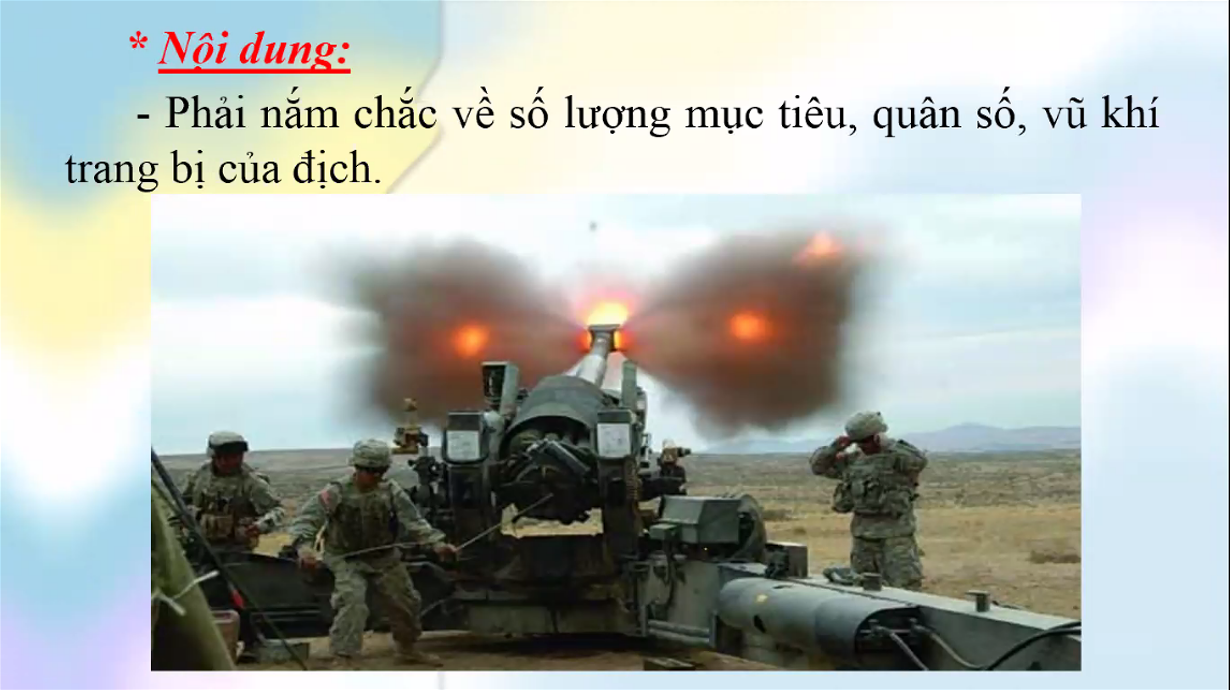 * Nội dung:
- Phải nắm chắc về số lượng mục tiêu, quân số, vũ khí
trang bị của địch.